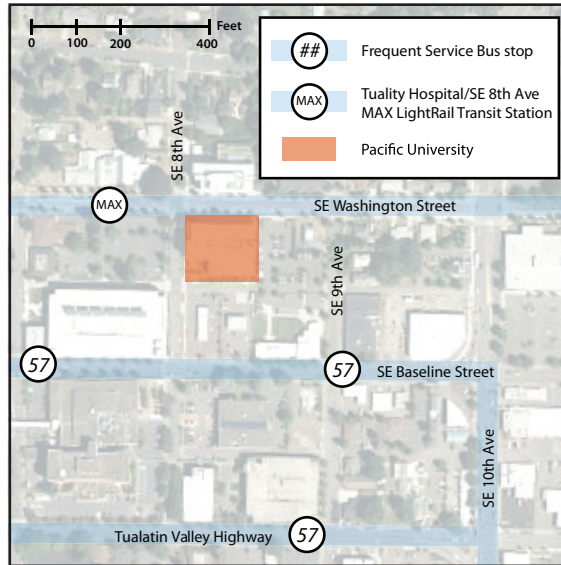 Feet
0 100 200 400
## Frequent Service Bus stop
MAX Tuality Hospital/SE 8th Ave
MAX LightRail Transit Station
Pacific University
SE 8th Ave
MAX
SE Washington Street
SE 9th Ave
57
57
SE Baseline Street
SE 10th Ave
Tualatin Valley Highway
57